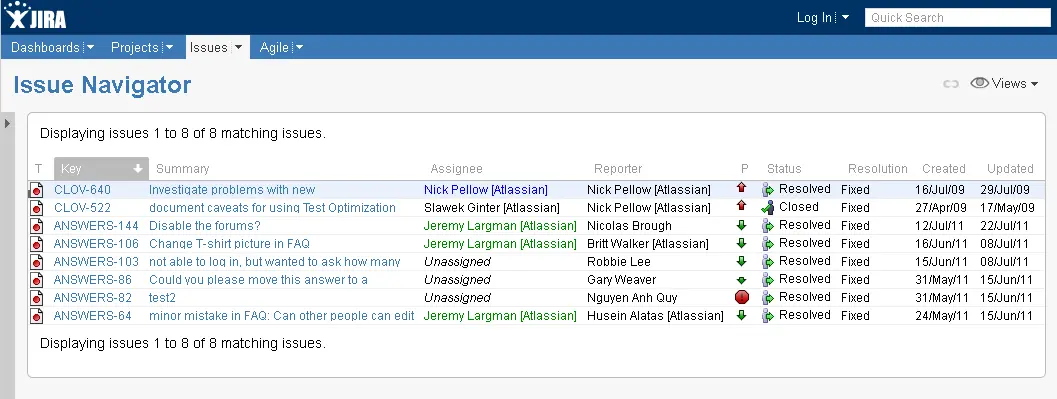 JIRA
Log In Quick Search
Dashboards Projects Issues Agile
Issue Navigator
Views
Displaying issues 1 to 8 of 8 matching issues.
T Key Summary Assignee Reporter P Status Resolution Created Updated
CLOV-640 Investigate problems with new Nick Pellow [Atlassian] Nick Pellow [Atlassian] Resolved Fixed 16/Jul/09 29/Jul/09
CLOV-522 document caveats for using Test Optimization Slawek Ginter [Atlassian] Nick Pellow [Atlassian] Closed Fixed 27/Apr/09 17/May/09
ANSWERS-144 Disable the forums? Jeremy Largman [Atlassian] Nicolas Brough Resolved Fixed 12/Jul/11 22/Jul/11
ANSWERS-106 Change T-shirt picture in FAQ Jeremy Largman [Atlassian] Britt Walker [Atlassian] Resolved Fixed 16/Jun/11 08/Jul/11
ANSWERS-103 not able to log in, but wanted to ask how many Unassigned Robbie Lee Resolved Fixed 15/Jun/11 08/Jul/11
ANSWERS-86 Could you please move this answer to a Unassigned Gary Weaver Resolved Fixed 31/May/11 15/Jun/11
ANSWERS-82 test2 Unassigned Nguyen Anh Quy Resolved Fixed 31/May/11 15/Jun/11
ANSWERS-64 minor mistake in FAQ: Can other people can edit Jeremy Largman [Atlassian] Husein Alatas [Atlassian] Resolved Fixed 24/May/11 15/Jun/11
Displaying issues 1 to 8 of 8 matching issues.